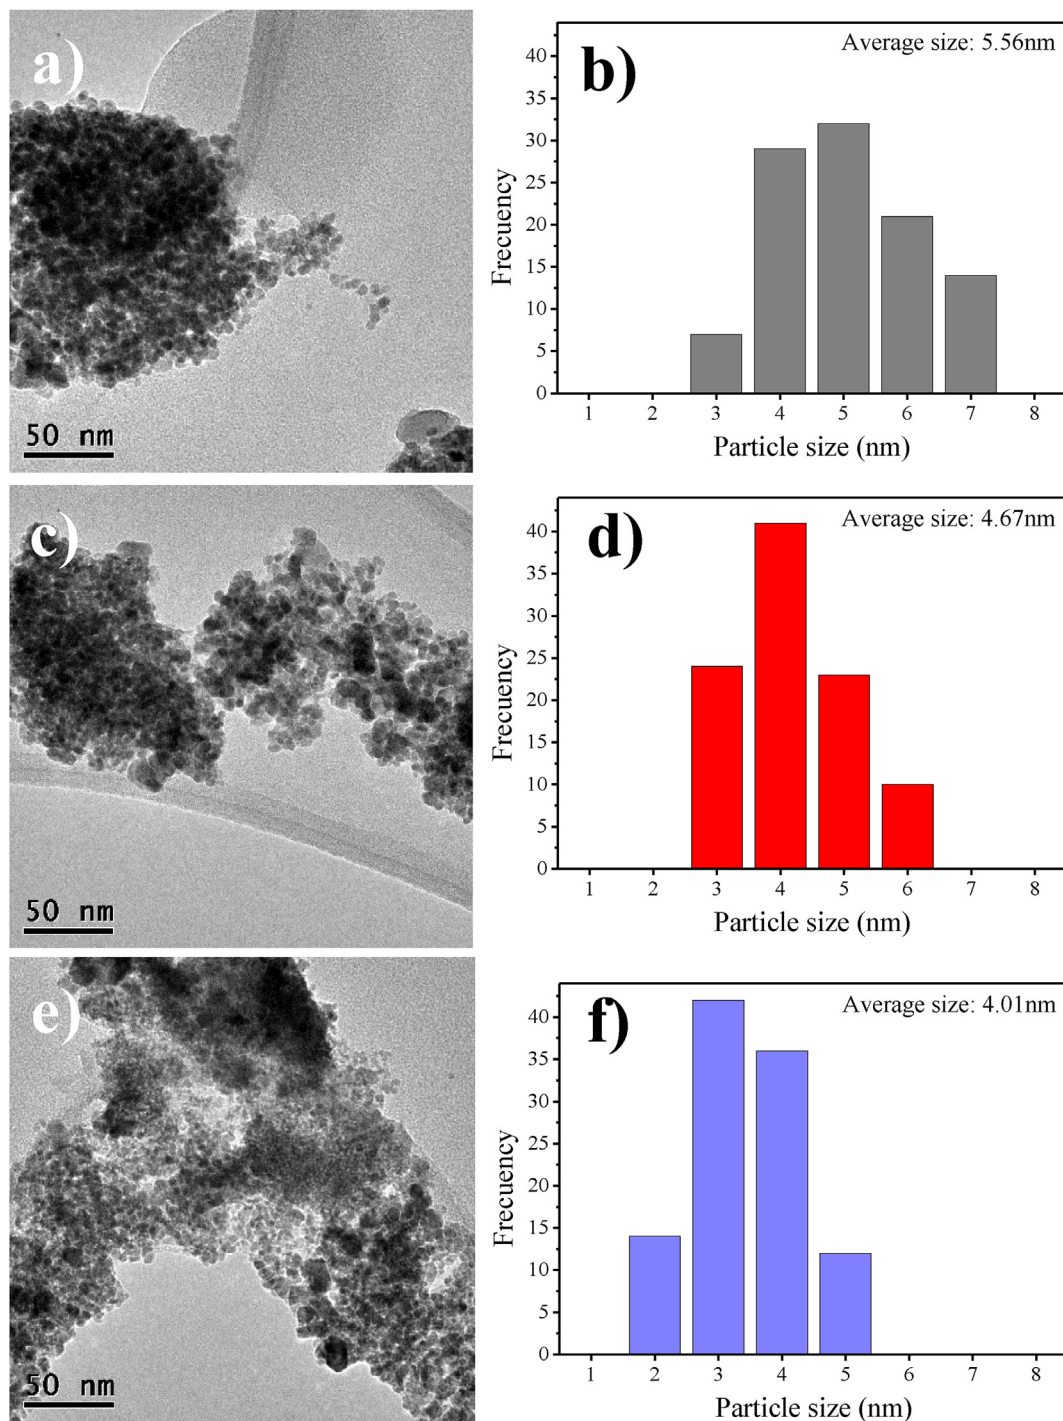 a)
50 nm
b)
Average size: 5.56nm
Frecuency
40
35
30
25
20
15
10
5
0
1 2 3 4 5 6 7 8
Particle size (nm)
c)
50 nm
d)
Average size: 4.67nm
Frecuency
40
35
30
25
20
15
10
5
0
1 2 3 4 5 6 7 8
Particle size (nm)
e)
50 nm
f)
Average size: 4.01nm
Frecuency
40
35
30
25
20
15
10
5
0
1 2 3 4 5 6 7 8
Particle size (nm)